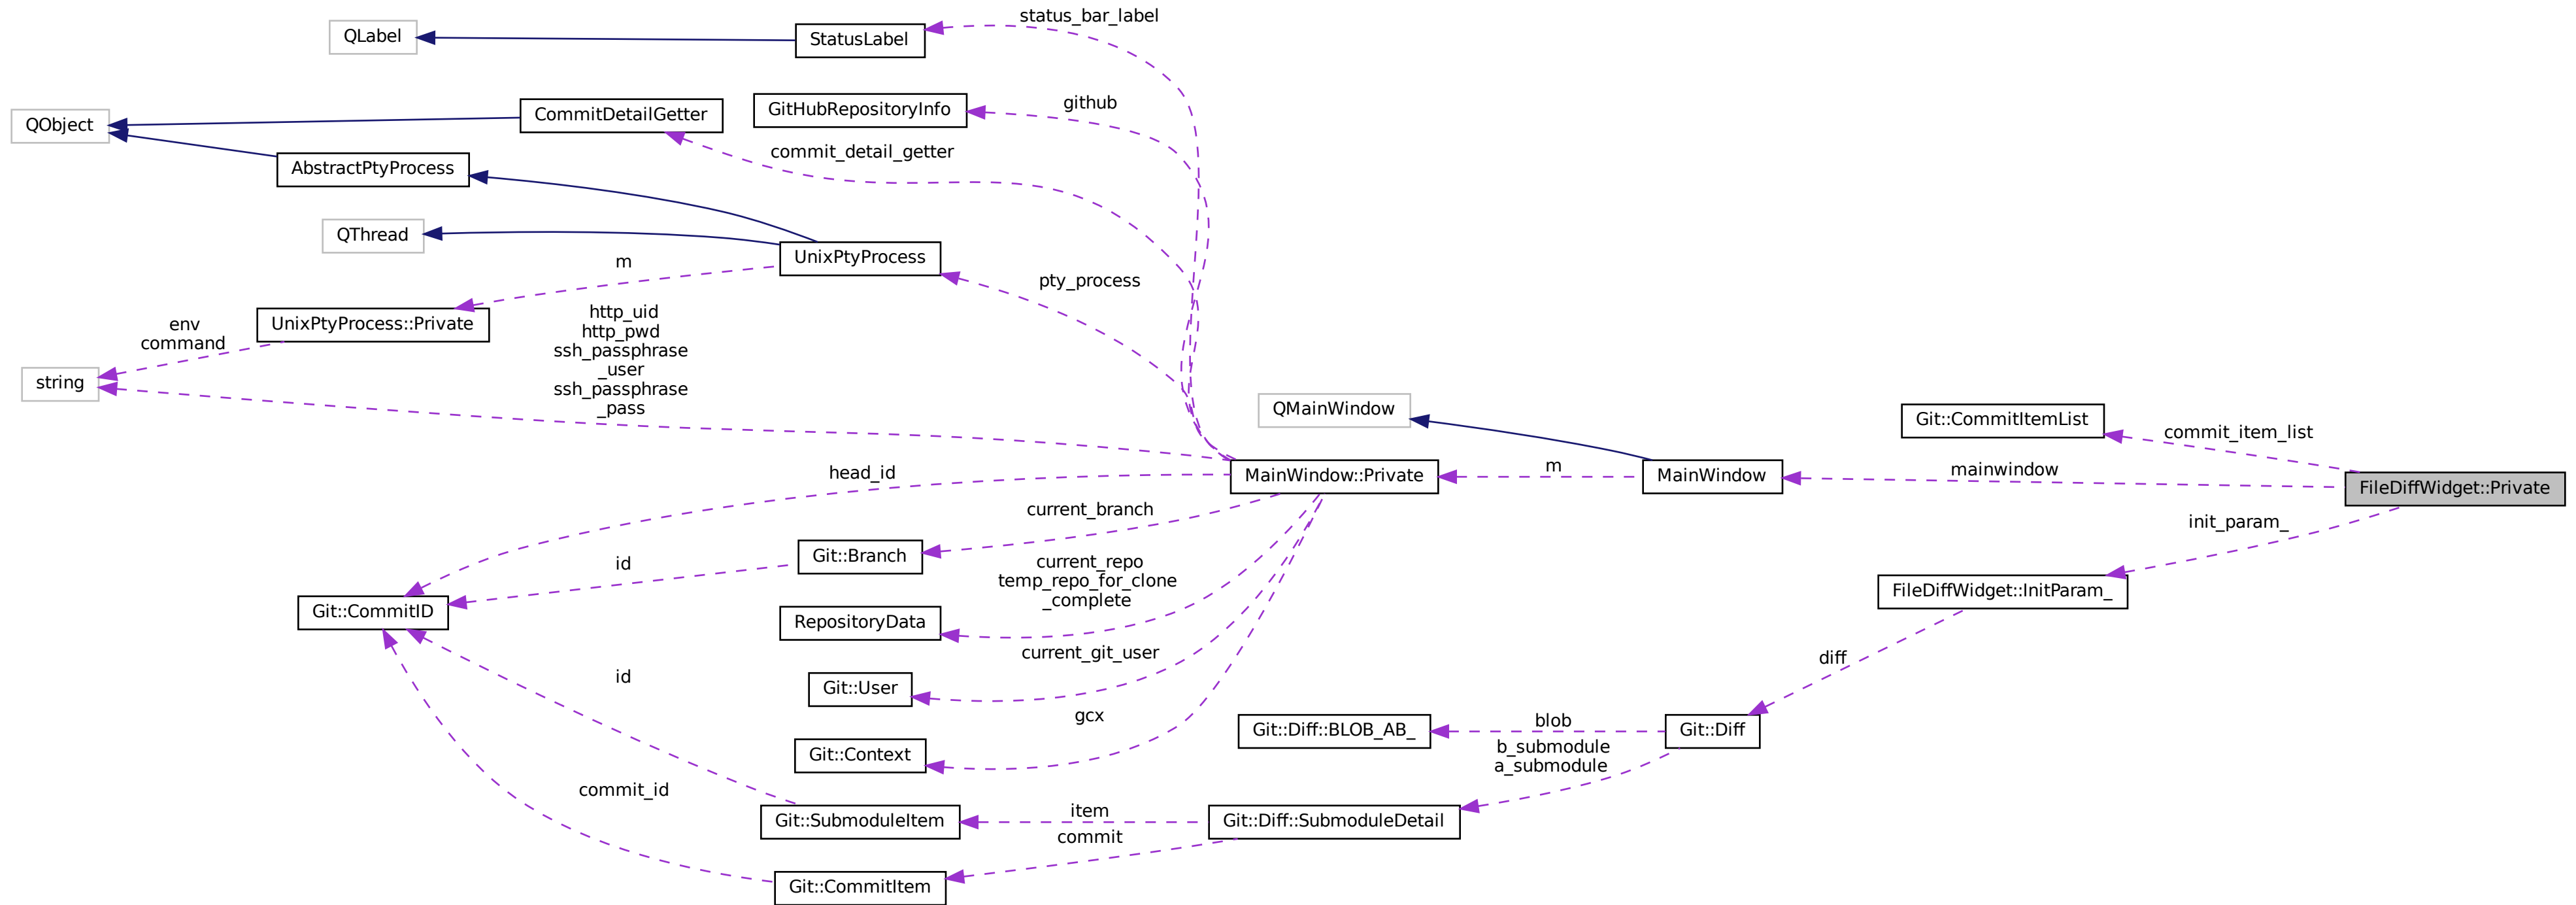 status_bar_label
QLabel
StatusLabel
GitHubRepositoryInfo
github
CommitDetailGetter
QObject
commit_detail_getter
AbstractPtyProcess
QThread
UnixPtyProcess
m
pty_process
http_uid
http_pwd
ssh_passphrase
_user
ssh_passphrase
_pass
UnixPtyProcess::Private
env
command
string
QMainWindow
Git::CommitItemList
commit_item_list
MainWindow::Private
m
MainWindow
mainwindow
FileDiffWidget::Private
head_id
current_branch
init_param_
Git::Branch
id
current_repo
temp_repo_for_clone
_complete
FileDiffWidget::InitParam_
Git::CommitID
RepositoryData
current_git_user
diff
id
Git::User
gcx
Git::Diff::BLOB_AB_
blob
Git::Diff
b_submodule
a_submodule
Git::Context
commit_id
Git::SubmoduleItem
item
Git::Diff::SubmoduleDetail
commit
Git::CommitItem